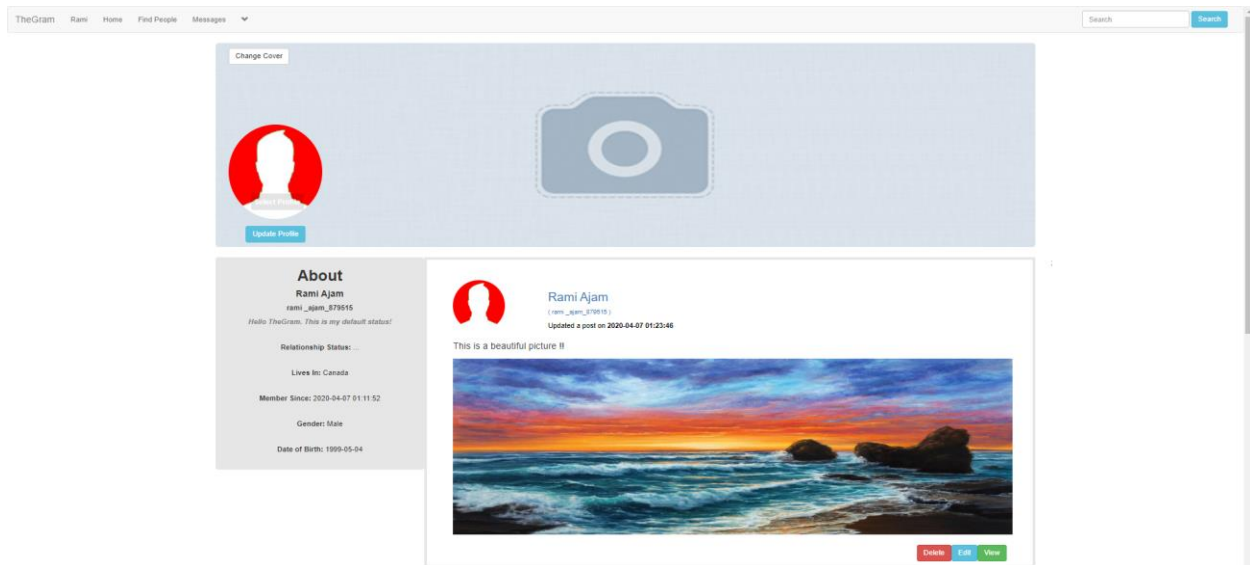 TheGram Rami Home Find People Messages Search Search
Change Cover
Update Profile
About
Rami Ajam
rami _ajam_879515
Hello TheGram. This is my default status!
Relationship Status: ...
Lives In: Canada
Member Since: 2020-04-07 01:11:52
Gender: Male
Date of Birth: 1999-05-04
Rami Ajam
( rami _ajam_879515 )
Updated a post on 2020-04-07 01:23:46
This is a beautiful picture !!
Delete Edit View